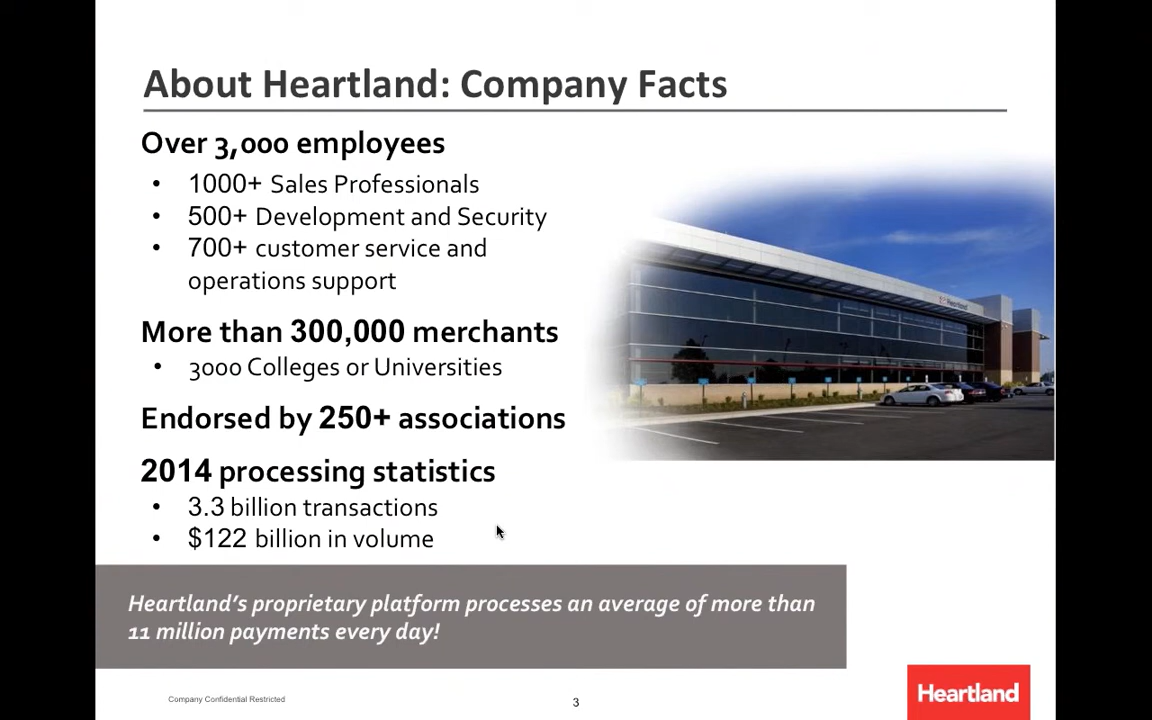 About Heartland: Company Facts
Over 3,000 employees
• 1000+ Sales Professionals
• 500+ Development and Security
• 700+ customer service and
operations support
More than 300,000 merchants
• 3000 Colleges or Universities
Endorsed by 250+ associations
2014 processing statistics
• 3.3 billion transactions
• $122 billion in volume
Heartland’s proprietary platform processes an average of more than
11 million payments every day!
Company Confidential Restricted
3
Heartland